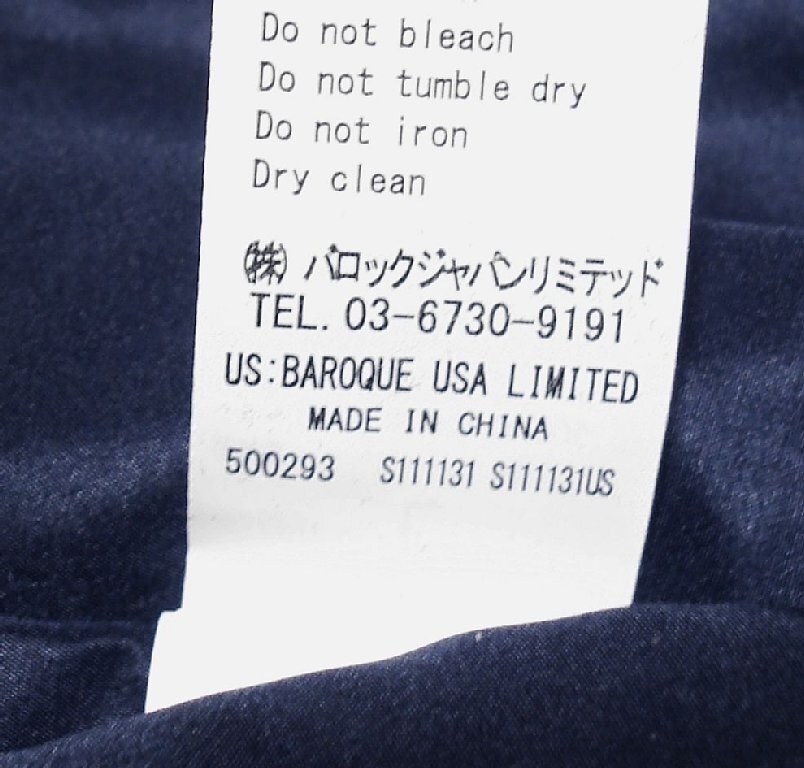 Do not bleach
Do not tumble dry
Do not iron
Dry clean
㈱ バロックジャパンリミテッド
TEL. 03-6730-9191
US:BAROQUE USA LIMITED
MADE IN CHINA
500293 S111131 S111131US